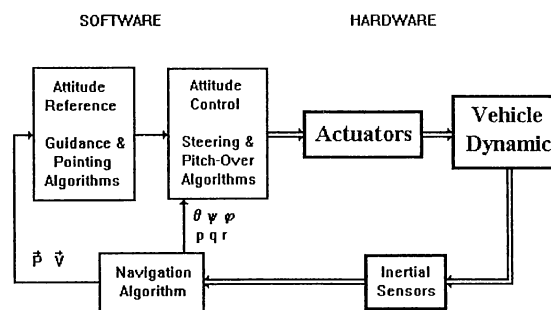 SOFTWARE
HARDWARE
Attitude
Reference
Guidance &
Pointing
Algorithms
Attitude
Control
Steering &
Pitch-Over
Algorithms
Actuators
Vehicle
Dynamic
θ ψ φ
p q r
P⃗ V⃗
Navigation
Algorithm
Inertial
Sensors